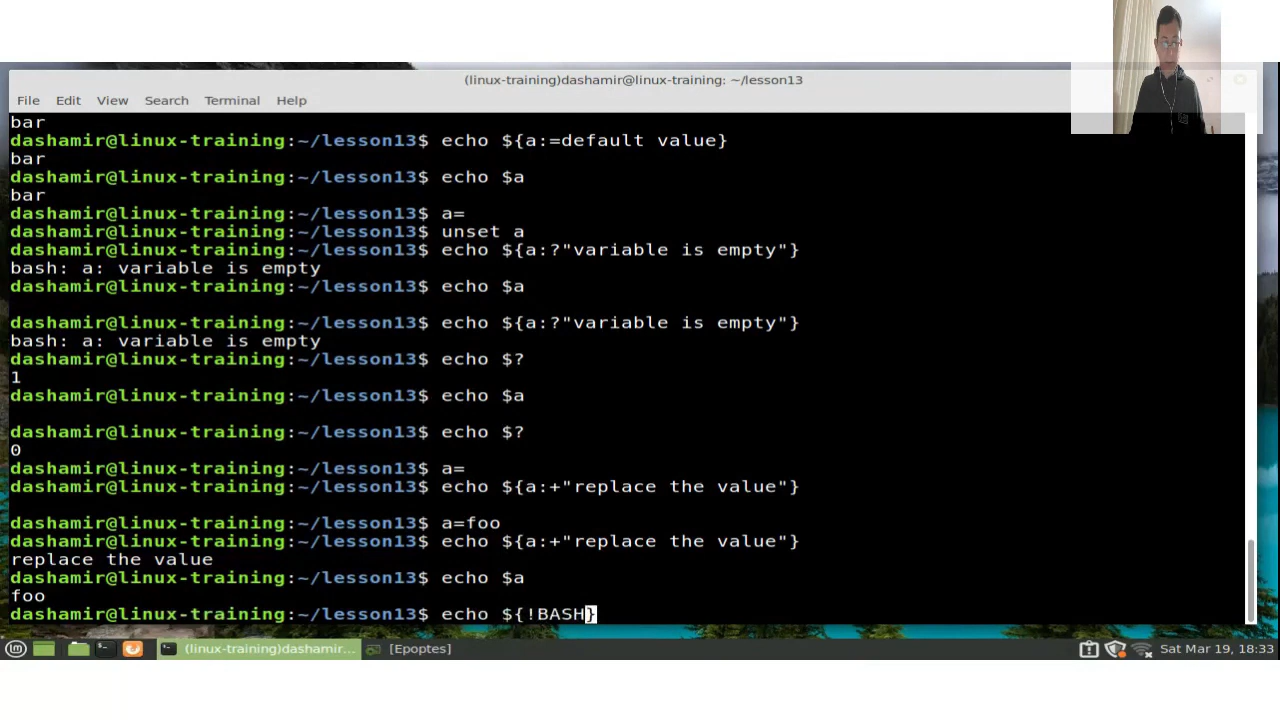 (linux-training)dashamir@linux-training: ~/lesson13
File Edit View Search Terminal Help
bar
dashamir@linux-training:~/lesson13$ echo ${a:=default value}
bar
dashamir@linux-training:~/lesson13$ echo $a
bar
dashamir@linux-training:~/lesson13$ a=
dashamir@linux-training:~/lesson13$ unset a
dashamir@linux-training:~/lesson13$ echo ${a:?"variable is empty"}
bash: a: variable is empty
dashamir@linux-training:~/lesson13$ echo $a
dashamir@linux-training:~/lesson13$ echo ${a:?"variable is empty"}
bash: a: variable is empty
dashamir@linux-training:~/lesson13$ echo $?
1
dashamir@linux-training:~/lesson13$ echo $a
dashamir@linux-training:~/lesson13$ echo $?
0
dashamir@linux-training:~/lesson13$ a=
dashamir@linux-training:~/lesson13$ echo ${a:+"replace the value"}
dashamir@linux-training:~/lesson13$ a=foo
dashamir@linux-training:~/lesson13$ echo ${a:+"replace the value"}
replace the value
dashamir@linux-training:~/lesson13$ echo $a
foo
dashamir@linux-training:~/lesson13$ echo ${!BASH}
(linux-training)dashamir... [Epoptes] Sat Mar 19, 18:33